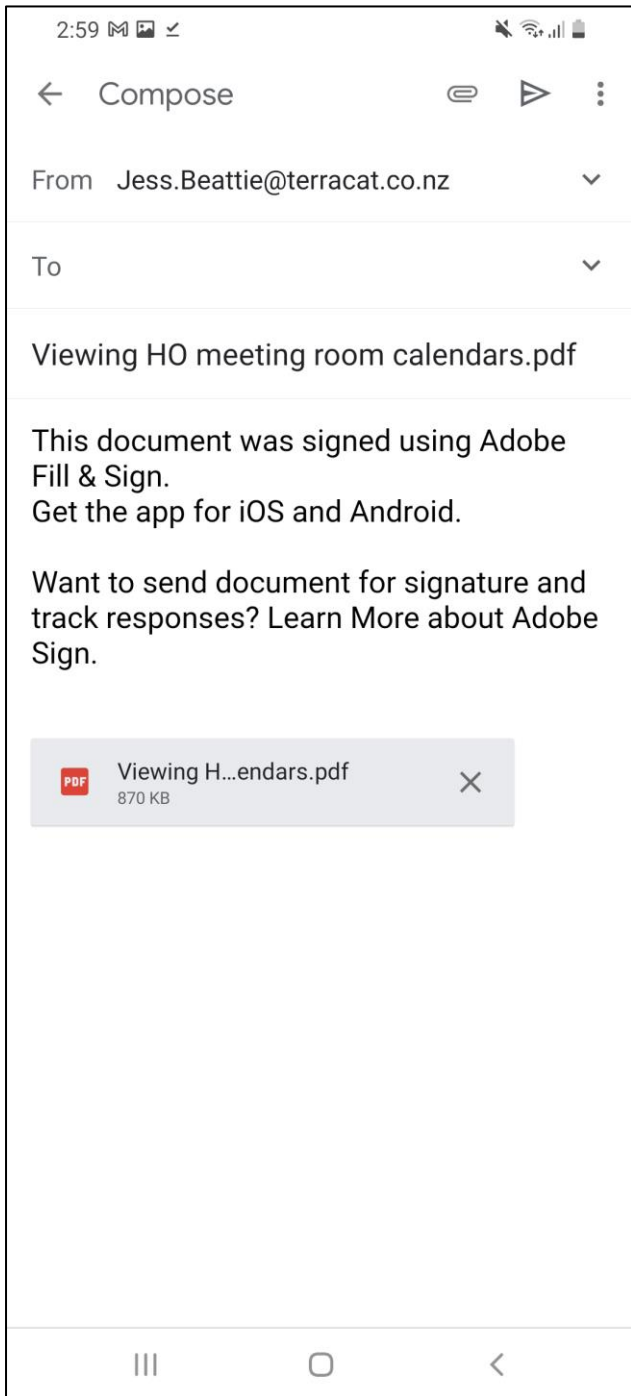 2:59
Compose
From Jess.Beattie@terracat.co.nz
To
Viewing HO meeting room calendars.pdf
This document was signed using Adobe
Fill & Sign.
Get the app for iOS and Android.
Want to send document for signature and
track responses? Learn More about Adobe
Sign.
PDF
Viewing H...endars.pdf
870 KB